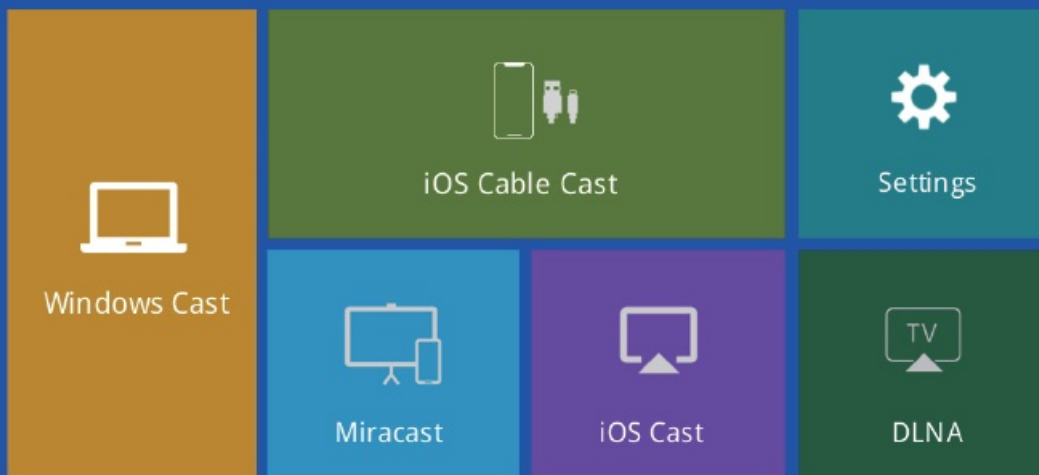 iOS Cable Cast
Settings
Windows Cast
TV
Miracast
iOS Cast
DLNA